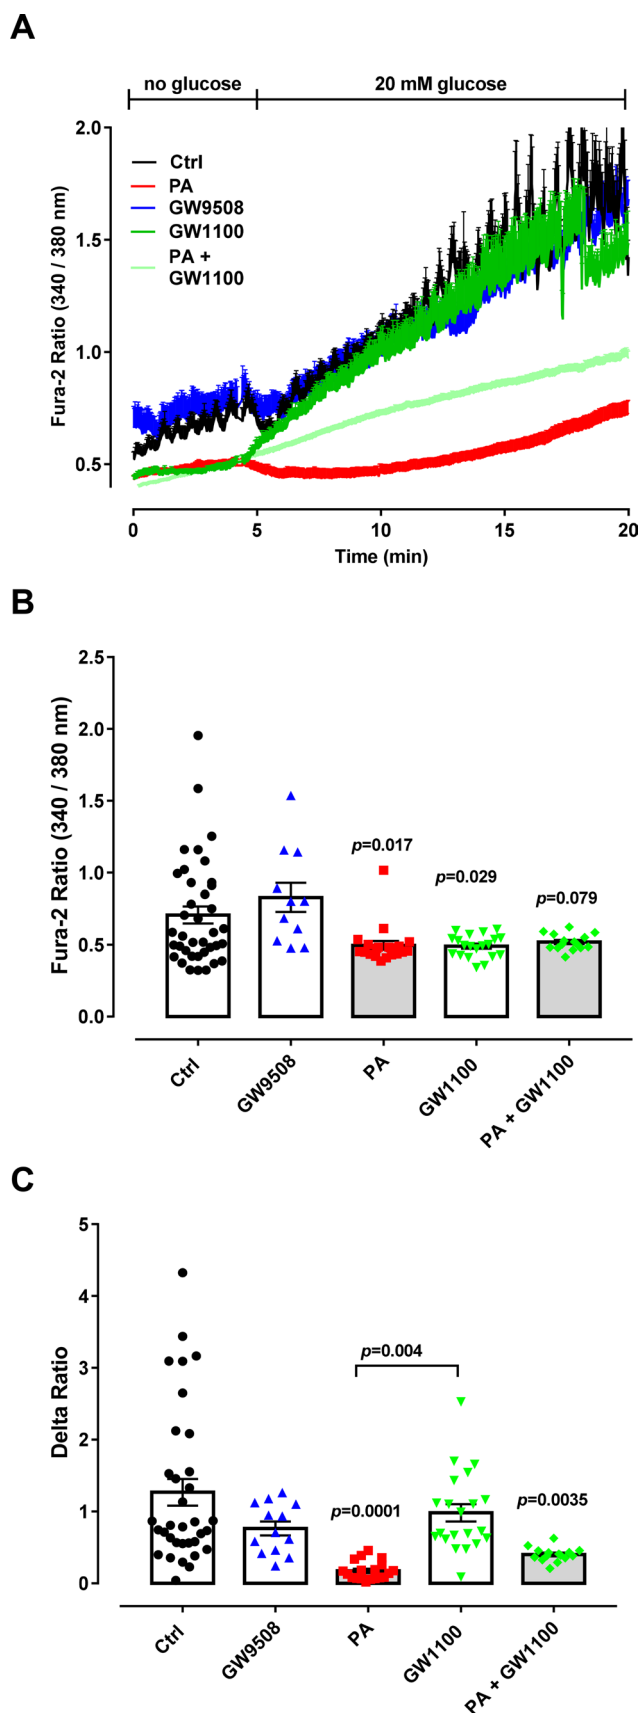 A
no glucose
20 mM glucose
Fura-2 Ratio (340 / 380 nm)
2.0
1.5
1.0
0.5
Ctrl
PA
GW9508
GW1100
PA +
GW1100
0
5
10
15
20
Time (min)
B
Fura-2 Ratio (340 / 380 nm)
2.5
2.0
1.5
1.0
0.5
0.0
p=0.017
p=0.029
p=0.079
Ctrl
GW9508
PA
GW1100
PA + GW1100
C
Delta Ratio
5
4
3
2
1
0
p=0.004
p=0.0001
p=0.0035
Ctrl
GW9508
PA
GW1100
PA + GW1100